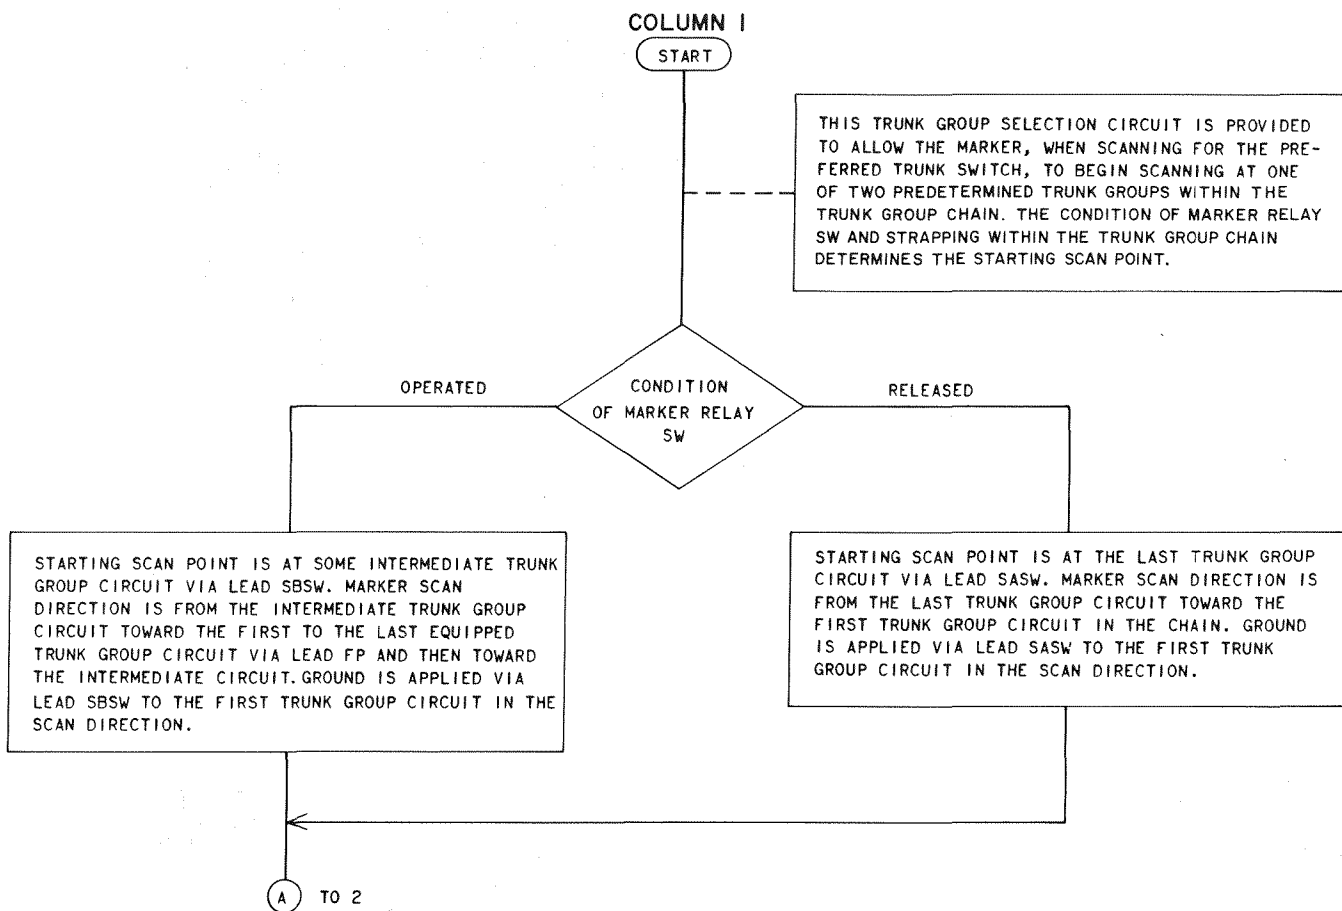 COLUMN I
START
THIS TRUNK GROUP SELECTION CIRCUIT IS PROVIDED
TO ALLOW THE MARKER, WHEN SCANNING FOR THE PRE-
FERRED TRUNK SWITCH, TO BEGIN SCANNING AT ONE
OF TWO PREDETERMINED TRUNK GROUPS WITHIN THE
TRUNK GROUP CHAIN. THE CONDITION OF MARKER RELAY
SW AND STRAPPING WITHIN THE TRUNK GROUP CHAIN
DETERMINES THE STARTING SCAN POINT.
OPERATED
CONDITION
OF MARKER RELAY
SW
RELEASED
STARTING SCAN POINT IS AT SOME INTERMEDIATE TRUNK
GROUP CIRCUIT VIA LEAD SBSW. MARKER SCAN
DIRECTION IS FROM THE INTERMEDIATE TRUNK GROUP
CIRCUIT TOWARD THE FIRST TO THE LAST EQUIPPED
TRUNK GROUP CIRCUIT VIA LEAD FP AND THEN TOWARD
THE INTERMEDIATE CIRCUIT. GROUND IS APPLIED VIA
LEAD SBSW TO THE FIRST TRUNK GROUP CIRCUIT IN THE
SCAN DIRECTION.
STARTING SCAN POINT IS AT THE LAST TRUNK GROUP
CIRCUIT VIA LEAD SASW. MARKER SCAN DIRECTION IS
FROM THE LAST TRUNK GROUP CIRCUIT TOWARD THE
FIRST TRUNK GROUP CIRCUIT IN THE CHAIN. GROUND
IS APPLIED VIA LEAD SASW TO THE FIRST TRUNK
GROUP CIRCUIT IN THE SCAN DIRECTION.
A TO 2